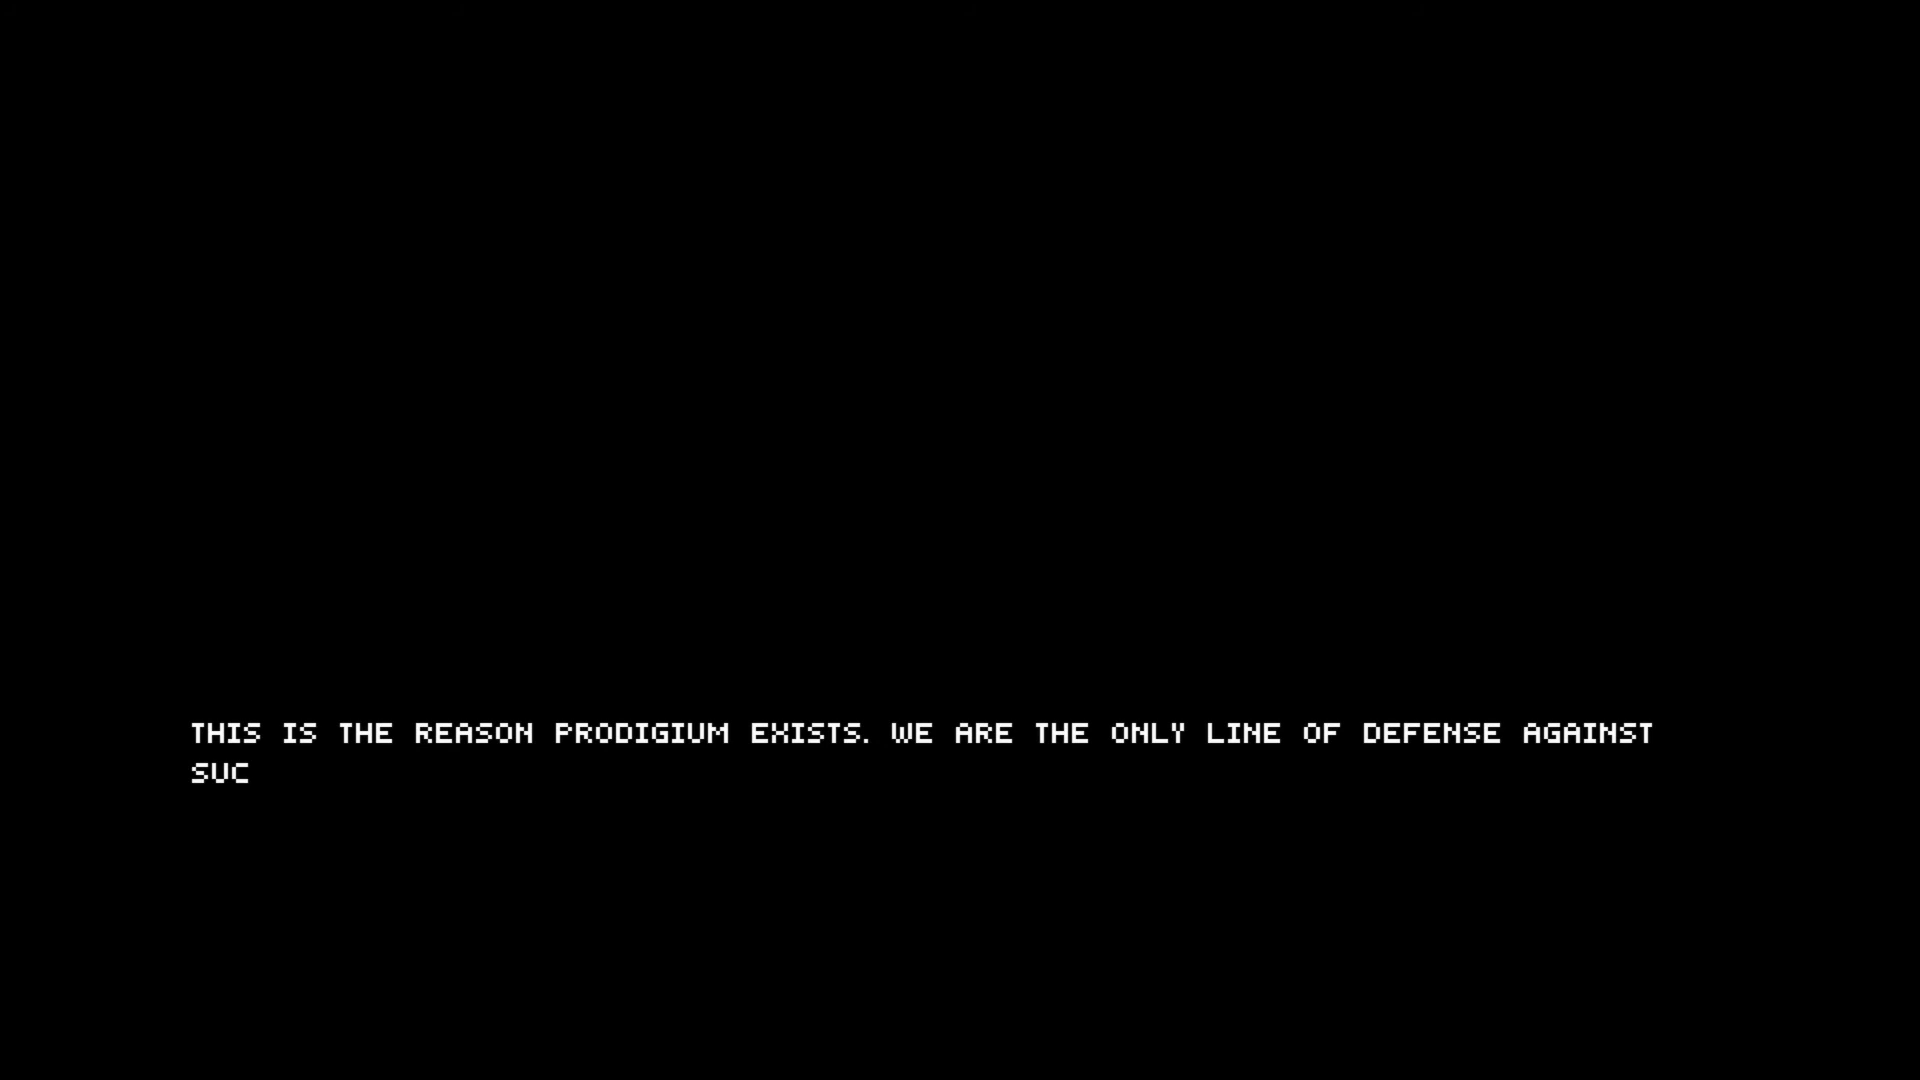 THIS IS THE REASON PRODIGIUM EXISTS. WE ARE THE ONLY LINE OF DEFENSE AGAINST
SUC